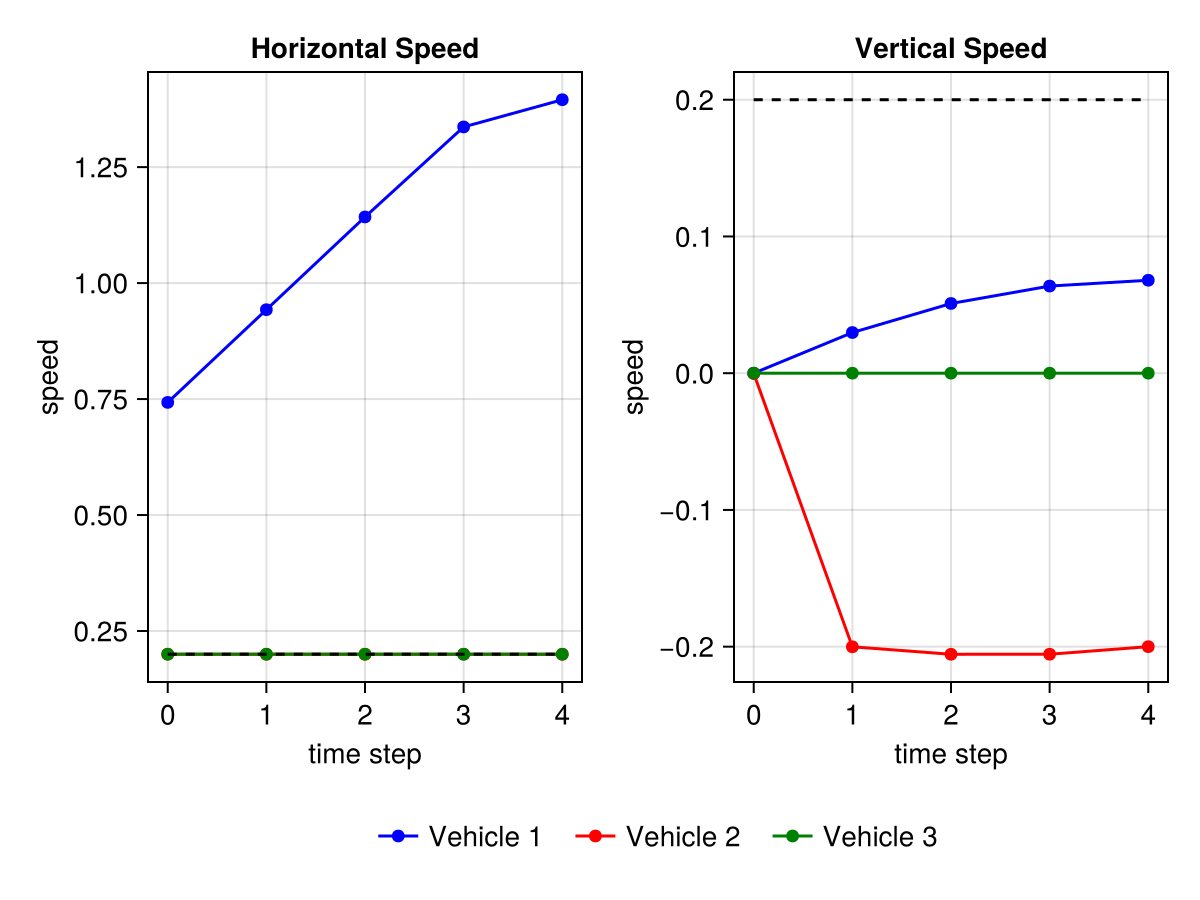 Horizontal Speed
speed
1.25
1.00
0.75
0.50
0.25
0 1 2 3 4
time step
Vertical Speed
speed
0.2
0.1
0.0
−0.1
−0.2
0 1 2 3 4
time step
Vehicle 1 Vehicle 2 Vehicle 3